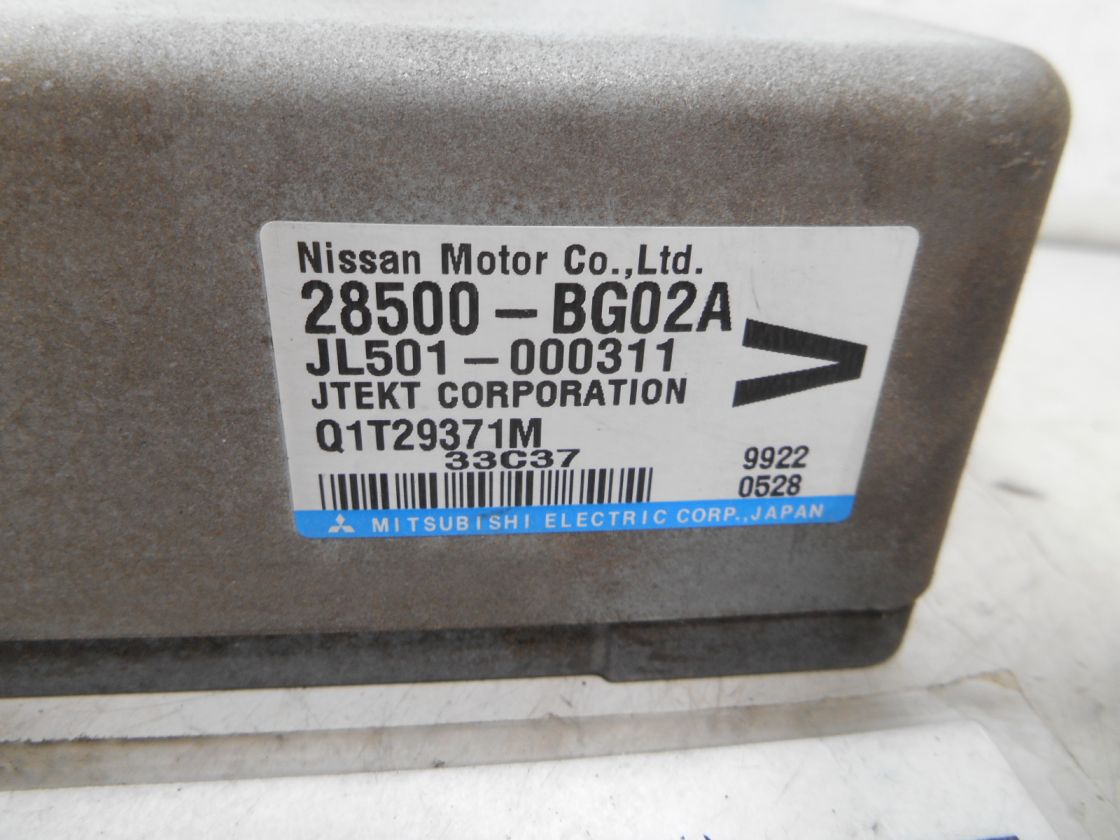 Nissan Motor Co.,Ltd.
28500-BG02A
JL501-000311
JTEKT CORPORATION
Q1T29371M
33C37
9922
0528
MITSUBISHI ELECTRIC CORP.,JAPAN